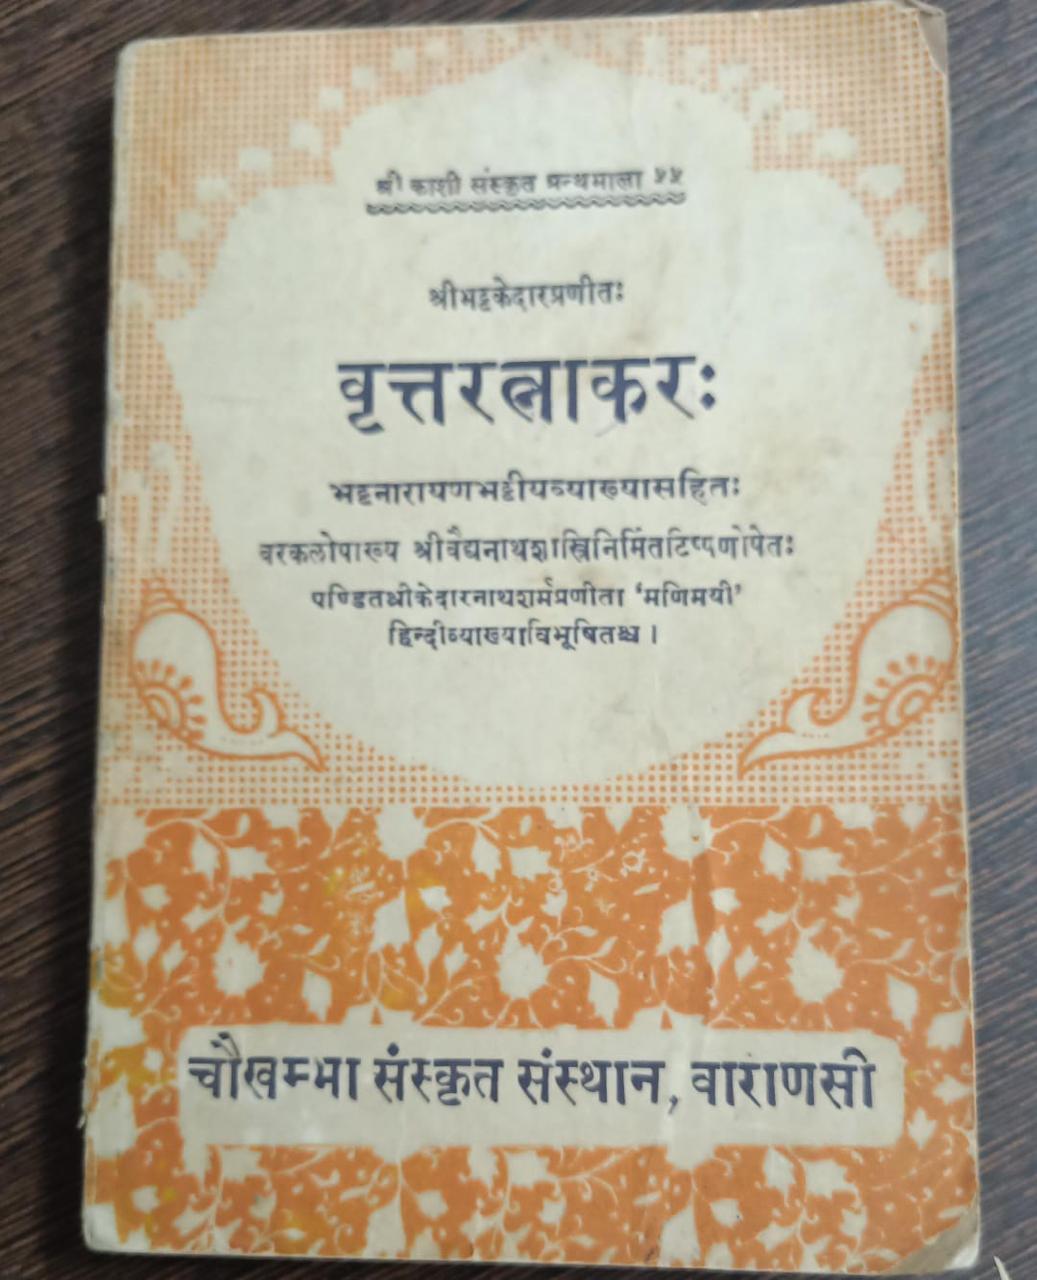 श्री काशी संस्कृत ग्रन्थमाला ५५
श्रीभट्टकेदारप्रणीतः
वृत्तरत्नाकरः
भट्टनारायणभट्टीयव्याख्यासहितः
वरकलोपाख्य श्रीवैद्यनाथशास्त्रिनिर्मितटिप्पणोपेतः
पण्डितश्रीकेदारनाथशर्मप्रणीता ‘मणिमयी’
हिन्दीव्याख्याविभूषितश्च ।
चौखम्भा संस्कृत संस्थान, वाराणसी